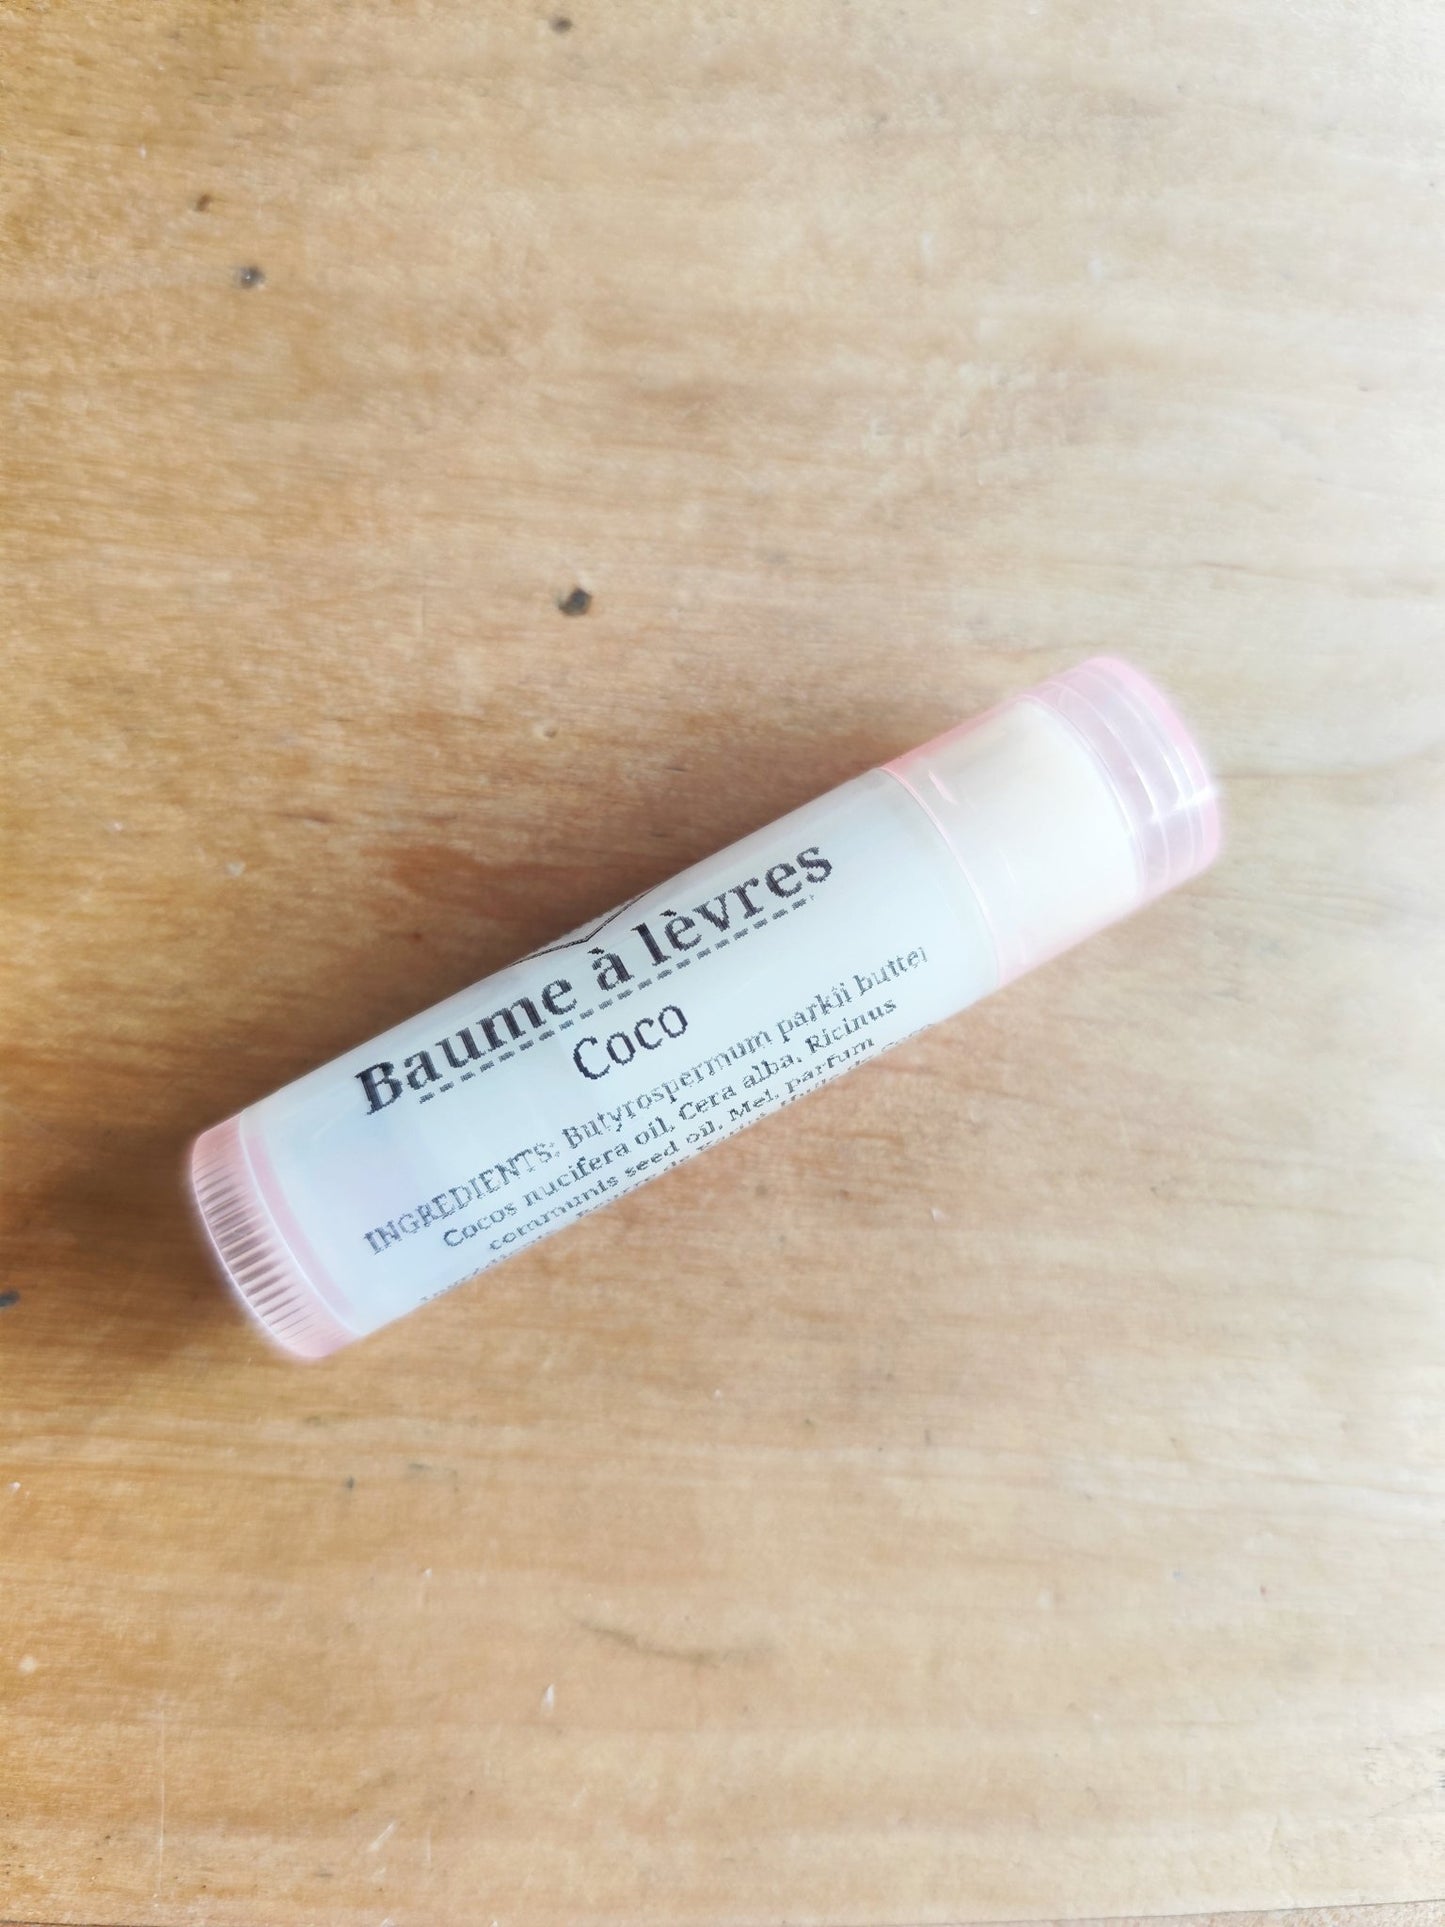 Baume à lèvres
Coco
INGREDIENTS: Butyrospermum parkii butter
Cocos nucifera oil, Cera alba, Ricinus
communis seed oil, Mel, parfum